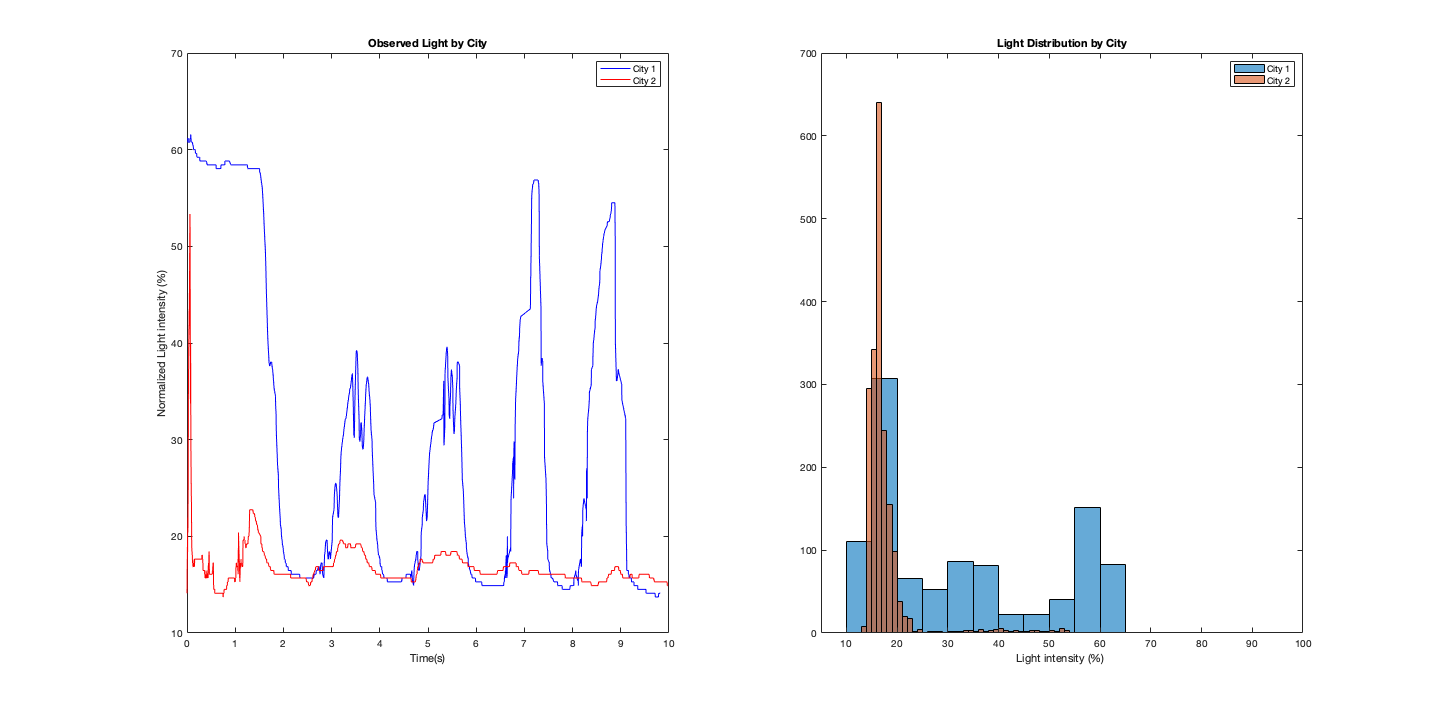 Observed Light by City
City 1
City 2
Normalized Light intensity (%)
70
60
50
40
30
20
10
0 1 2 3 4 5 6 7 8 9 10
Time(s)
Light Distribution by City
City 1
City 2
700
600
500
400
300
200
100
0
10 20 30 40 50 60 70 80 90 100
Light intensity (%)